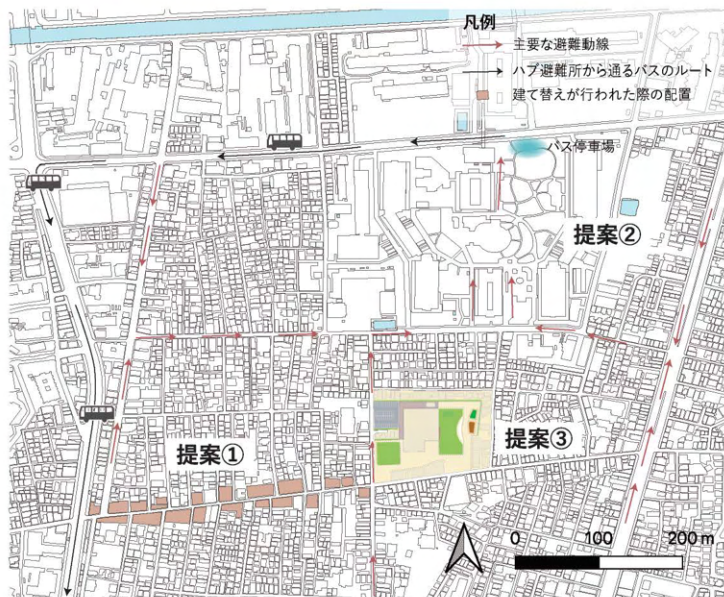 凡例
主要な避難動線
ハブ避難所から通るバスのルート
建て替えが行われた際の配置
バス停車場
提案②
提案①
提案③
0 100 200 m